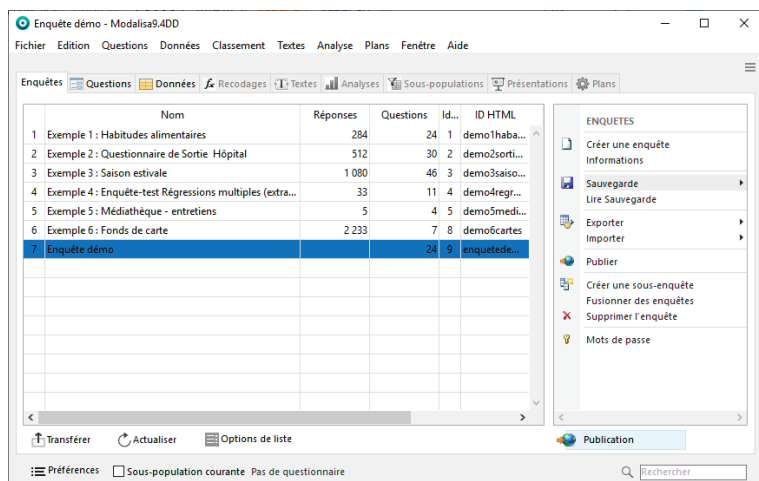 Enquête démo - Modalisa9.4DD
Fichier Edition Questions Données Classement Textes Analyse Plans Fenêtre Aide
Enquêtes Questions Données fx Recodages T Textes Analyses Sous-populations Présentations Plans
Nom Réponses Questions Id... ID HTML
1 Exemple 1 : Habitudes alimentaires 284 24 1 demo1haba...
2 Exemple 2 : Questionnaire de Sortie Hôpital 512 30 2 demo2sorti...
3 Exemple 3 : Saison estivale 1 080 46 3 demo3saiso...
4 Exemple 4 : Enquête-test Régressions multiples (extra... 33 11 4 demo4regr...
5 Exemple 5 : Médiathèque - entretiens 5 4 5 demo5medi...
6 Exemple 6 : Fonds de carte 2 233 7 8 demo6cartes
7 Enquête démo 24 9 enquetede...
ENQUETES
Créer une enquête
Informations
Sauvegarde
Lire Sauvegarde
Exporter
Importer
Publier
Créer une sous-enquête
Fusionner des enquêtes
Supprimer l'enquête
Mots de passe
Transférer Actualiser Options de liste Publication
Préférences Sous-population courante Pas de questionnaire Rechercher